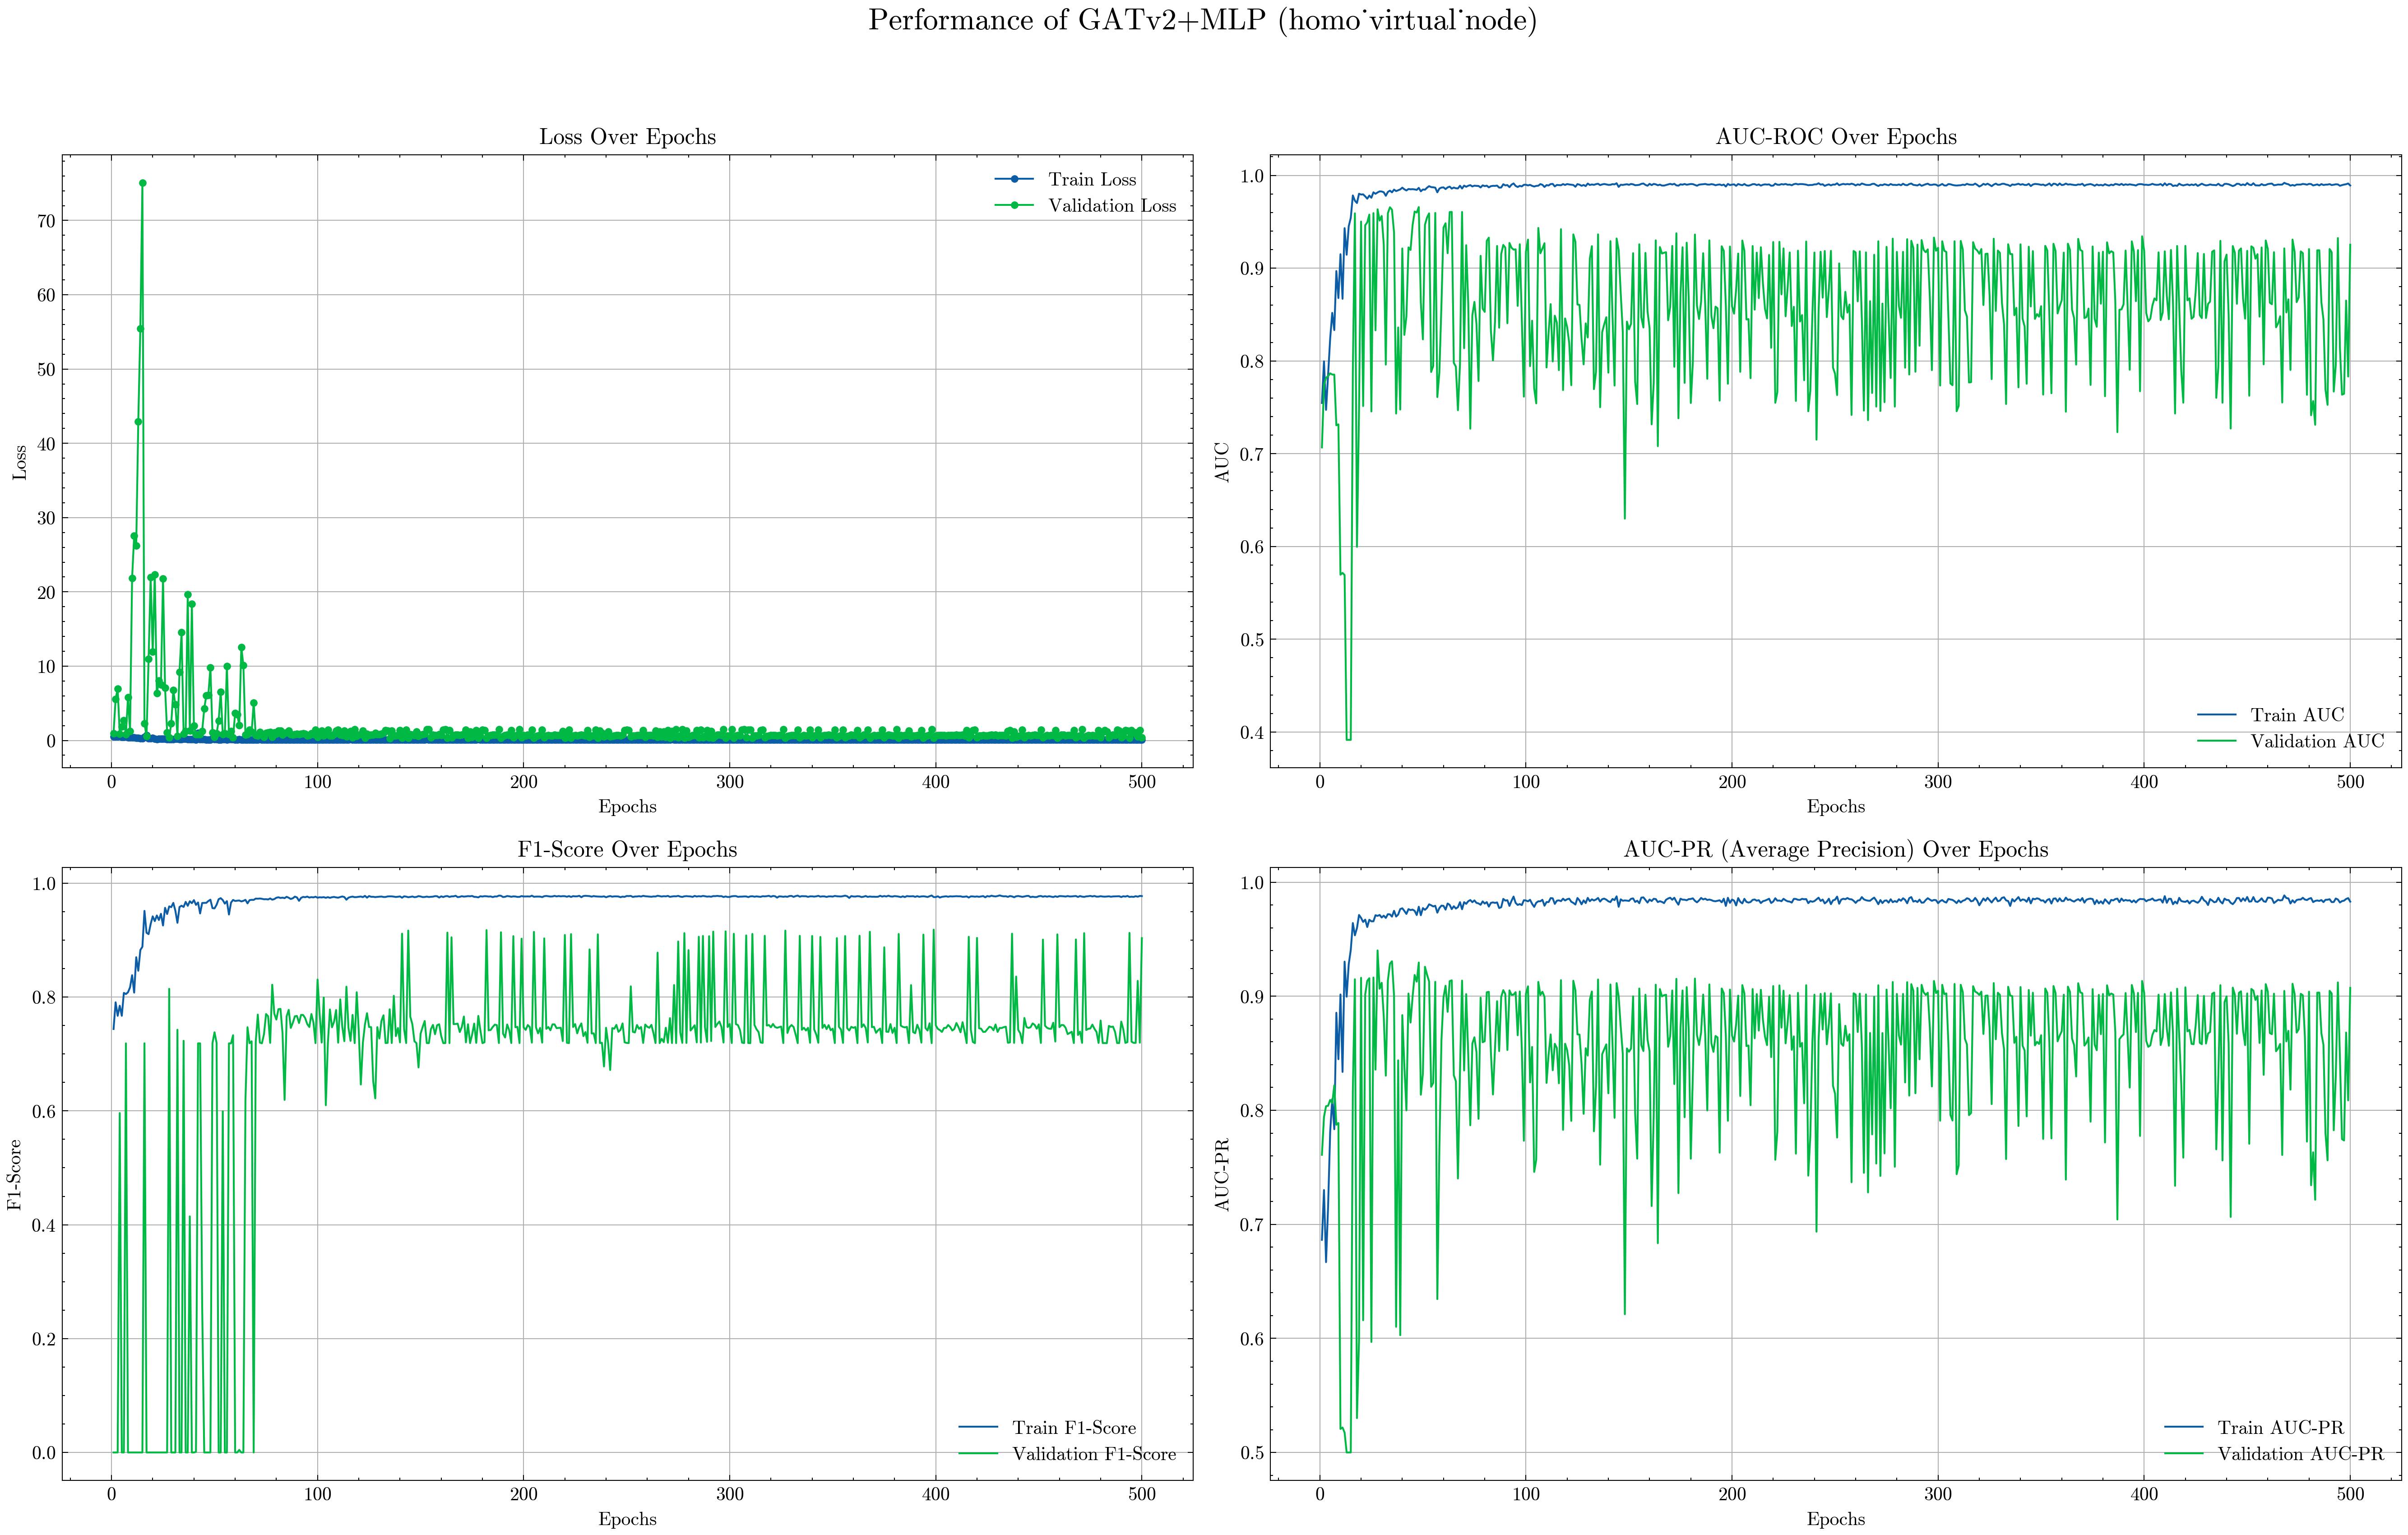 Performance of GATv2+MLP (homo˙virtual˙node)
Loss Over Epochs
Train Loss
Validation Loss
70
60
50
40
30
20
10
0
Loss
0 100 200 300 400 500
Epochs
AUC-ROC Over Epochs
1.0
0.9
0.8
0.7
0.6
0.5
0.4
AUC
Train AUC
Validation AUC
0 100 200 300 400 500
Epochs
F1-Score Over Epochs
1.0
0.8
0.6
0.4
0.2
0.0
F1-Score
Train F1-Score
Validation F1-Score
0 100 200 300 400 500
Epochs
AUC-PR (Average Precision) Over Epochs
1.0
0.9
0.8
0.7
0.6
0.5
AUC-PR
Train AUC-PR
Validation AUC-PR
0 100 200 300 400 500
Epochs